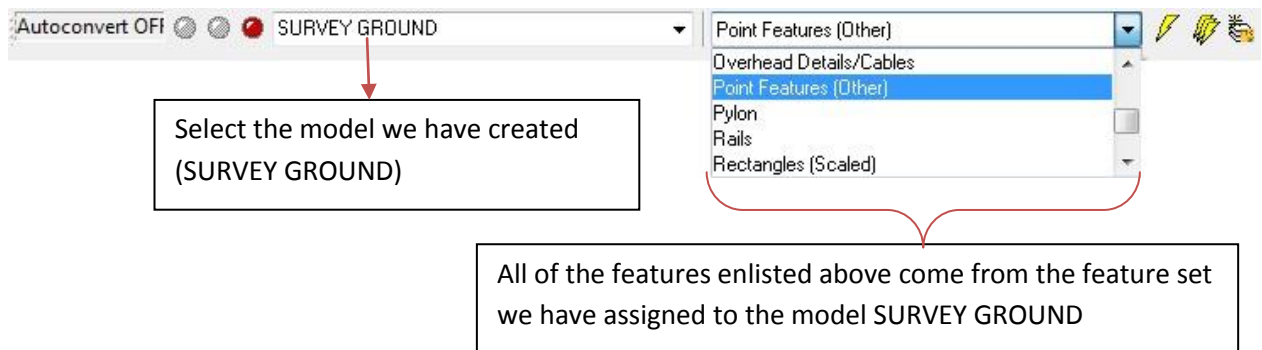 Autoconvert OFF SURVEY GROUND Point Features (Other)
Overhead Details/Cables
Point Features (Other)
Pylon
Rails
Rectangles (Scaled)
Select the model we have created
(SURVEY GROUND)
All of the features enlisted above come from the feature set
we have assigned to the model SURVEY GROUND